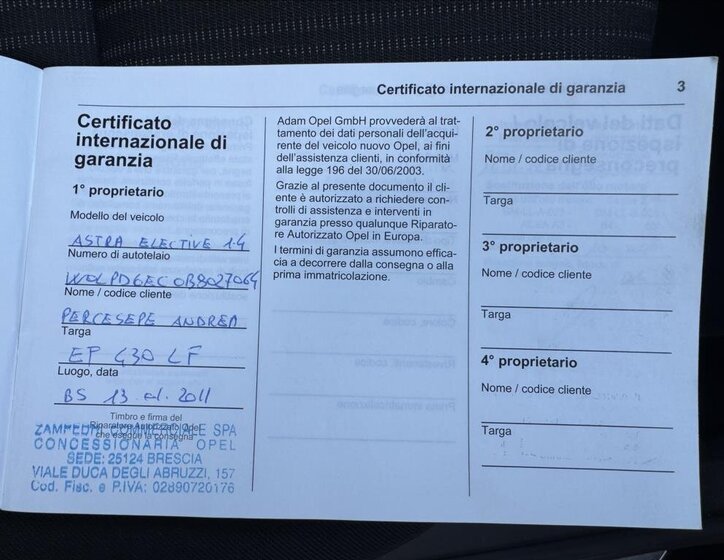 Certificato internazionale di garanzia 3
Certificato
internazionale di
garanzia
1° proprietario
Modello del veicolo
ASTRA ELECTIVE 1.4
Numero di autotelaio
W0LPD6EC0B8027064
Nome / codice cliente
PERCESEPE ANDREA
Targa
EF 430 LF
Luogo, data
BS 13 01. 2011
Timbro e firma del
Riparatore Autorizzato Opel
che esegue la consegna
ZAMPEDRI COMMERCIALE SPA
CONCESSIONARIA OPEL
SEDE: 25124 BRESCIA
VIALE DUCA DEGLI ABRUZZI, 157
Cod. Fisc. e P.IVA: 02890720176
Adam Opel GmbH provvederà al trat-
tamento dei dati personali dell'acqui-
rente del veicolo nuovo Opel, ai fini
dell'assistenza clienti, in conformità
alla legge 196 del 30/06/2003.
Grazie al presente documento il cli-
ente è autorizzato a richiedere con-
trolli di assistenza e interventi in
garanzia presso qualunque Riparato-
re Autorizzato Opel in Europa.
I termini di garanzia assumono effica-
cia a decorrere dalla consegna o alla
prima immatricolazione.
2° proprietario
Nome / codice cliente
Targa
3° proprietario
Nome / codice cliente
Targa
4° proprietario
Nome / codice cliente
Targa